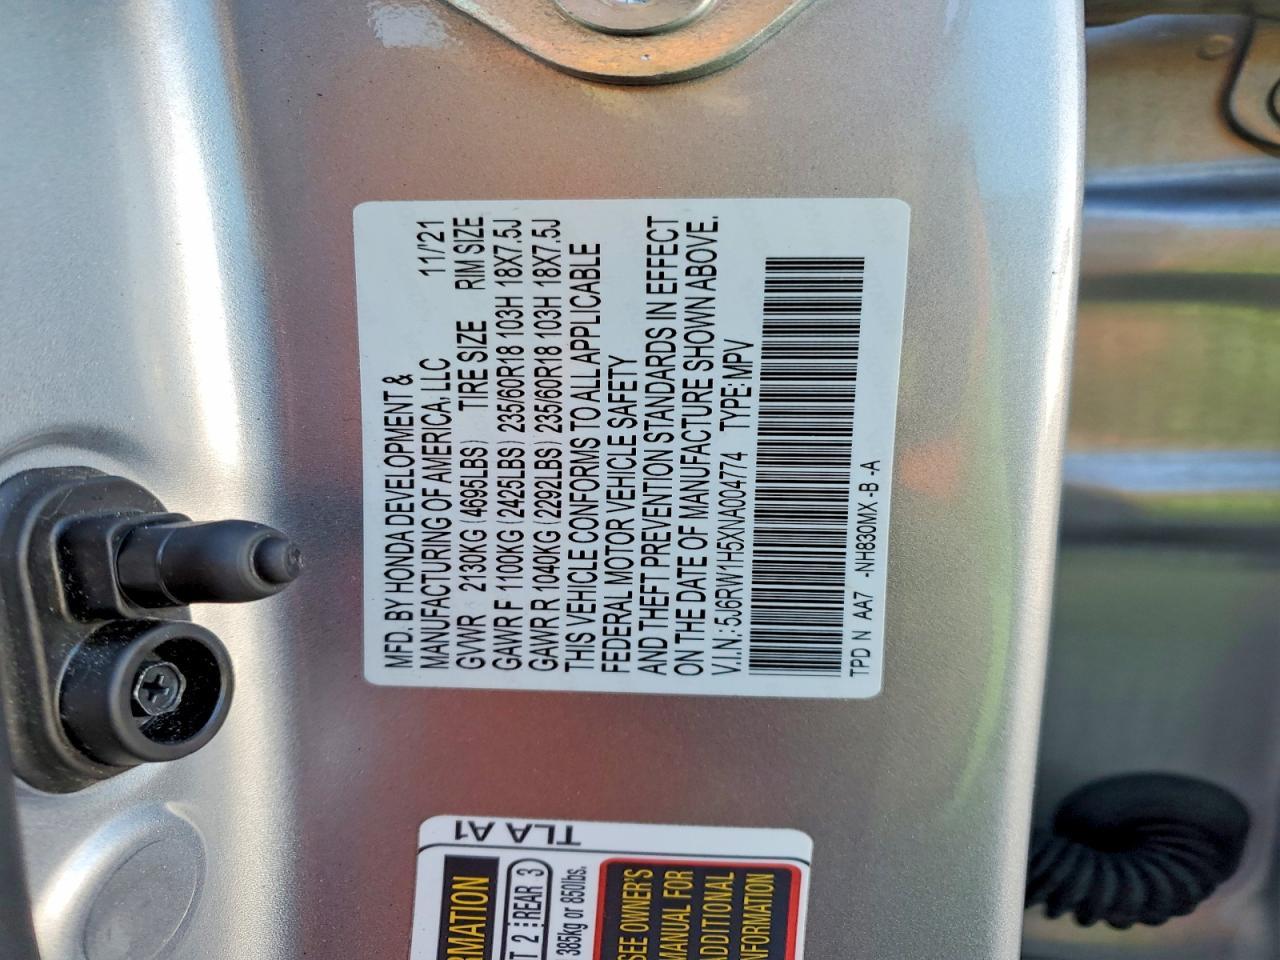 MFD. BY HONDA DEVELOPMENT &
MANUFACTURING OF AMERICA, LLC 11/'21
GVWR 2130KG (4695LBS) TIRE SIZE RIM SIZE
GAWR F 1100KG (2425LBS) 235/60R18 103H 18X7.5J
GAWR R 1040KG (2292LBS) 235/60R18 103H 18X7.5J
THIS VEHICLE CONFORMS TO ALL APPLICABLE
FEDERAL MOTOR VEHICLE SAFETY
AND THEFT PREVENTION STANDARDS IN EFFECT
ON THE DATE OF MANUFACTURE SHOWN ABOVE.
V.I.N: 5J6RW1H5XNA004774 TYPE: MPV
TPD N AA7 -NH830MX -B -A
TLA A1
RMATION
T 2 REAR 3
385kg or 850lbs.
SEE OWNER'S
MANUAL FOR
ADDITIONAL
NFORMATION